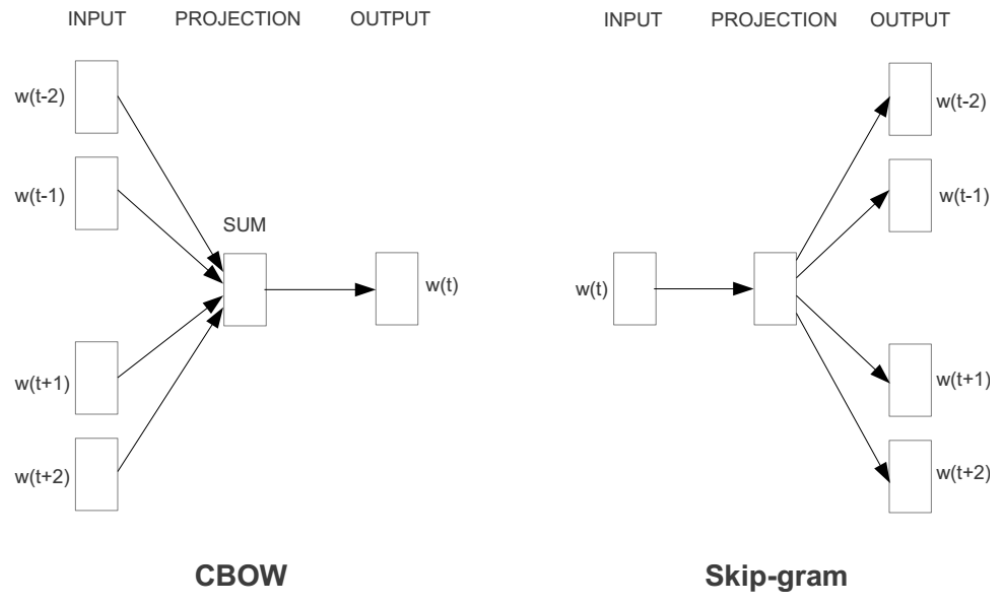 INPUT PROJECTION OUTPUT
w(t-2)
w(t-1)
SUM
w(t)
w(t+1)
w(t+2)
CBOW
INPUT PROJECTION OUTPUT
w(t-2)
w(t-1)
w(t)
w(t+1)
w(t+2)
Skip-gram